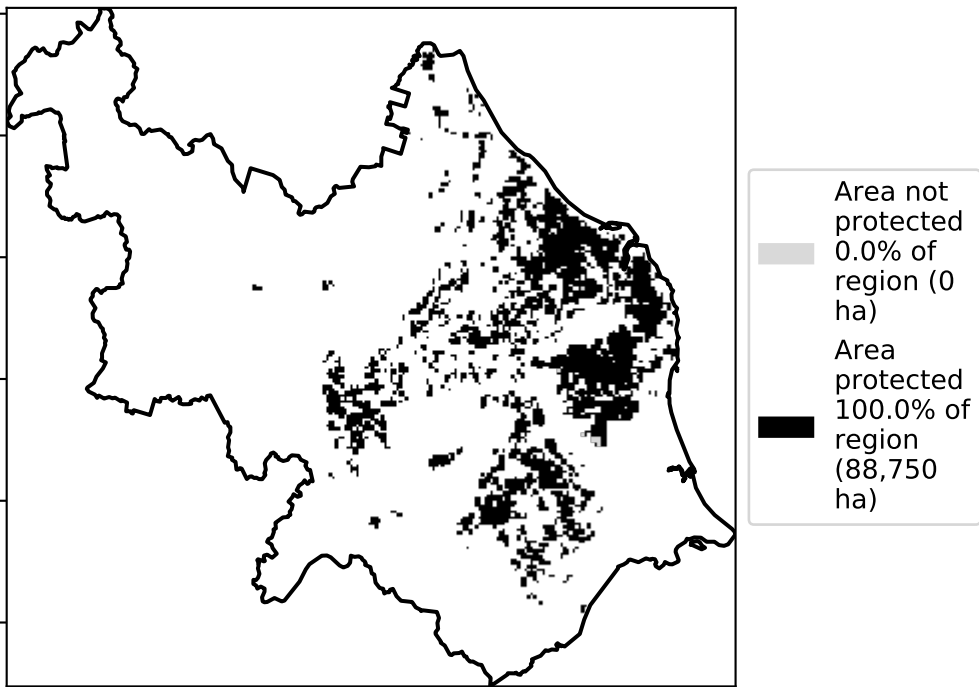 Area not
protected
0.0% of
region (0
ha)
Area
protected
100.0% of
region
(88,750
ha)